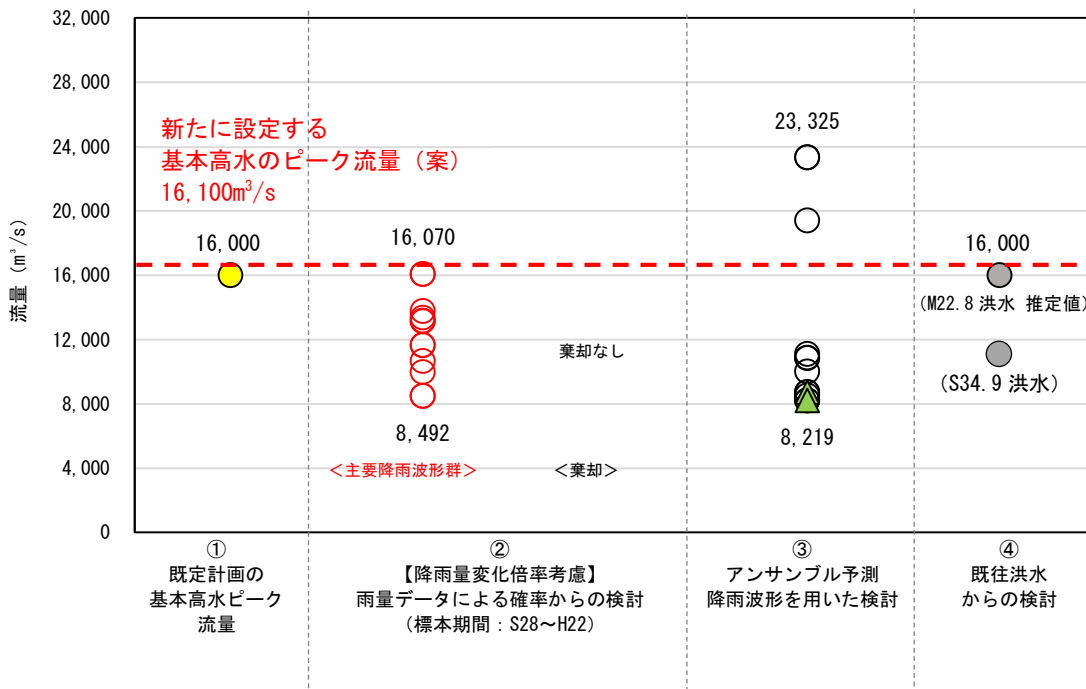 32,000
28,000
24,000
20,000
16,000
12,000
8,000
4,000
0
流量 (m³/s)
新たに設定する
基本高水のピーク流量（案）
16,100m³/s
16,000
16,070
8,492
＜主要降雨波形群＞
棄却なし
＜棄却＞
23,325
8,219
16,000
(M22.8 洪水 推定値)
(S34.9 洪水)
①
既定計画の
基本高水ピーク
流量
②
【降雨量変化倍率考慮】
雨量データによる確率からの検討
（標本期間：S28～H22）
③
アンサンブル予測
降雨波形を用いた検討
④
既往洪水
からの検討